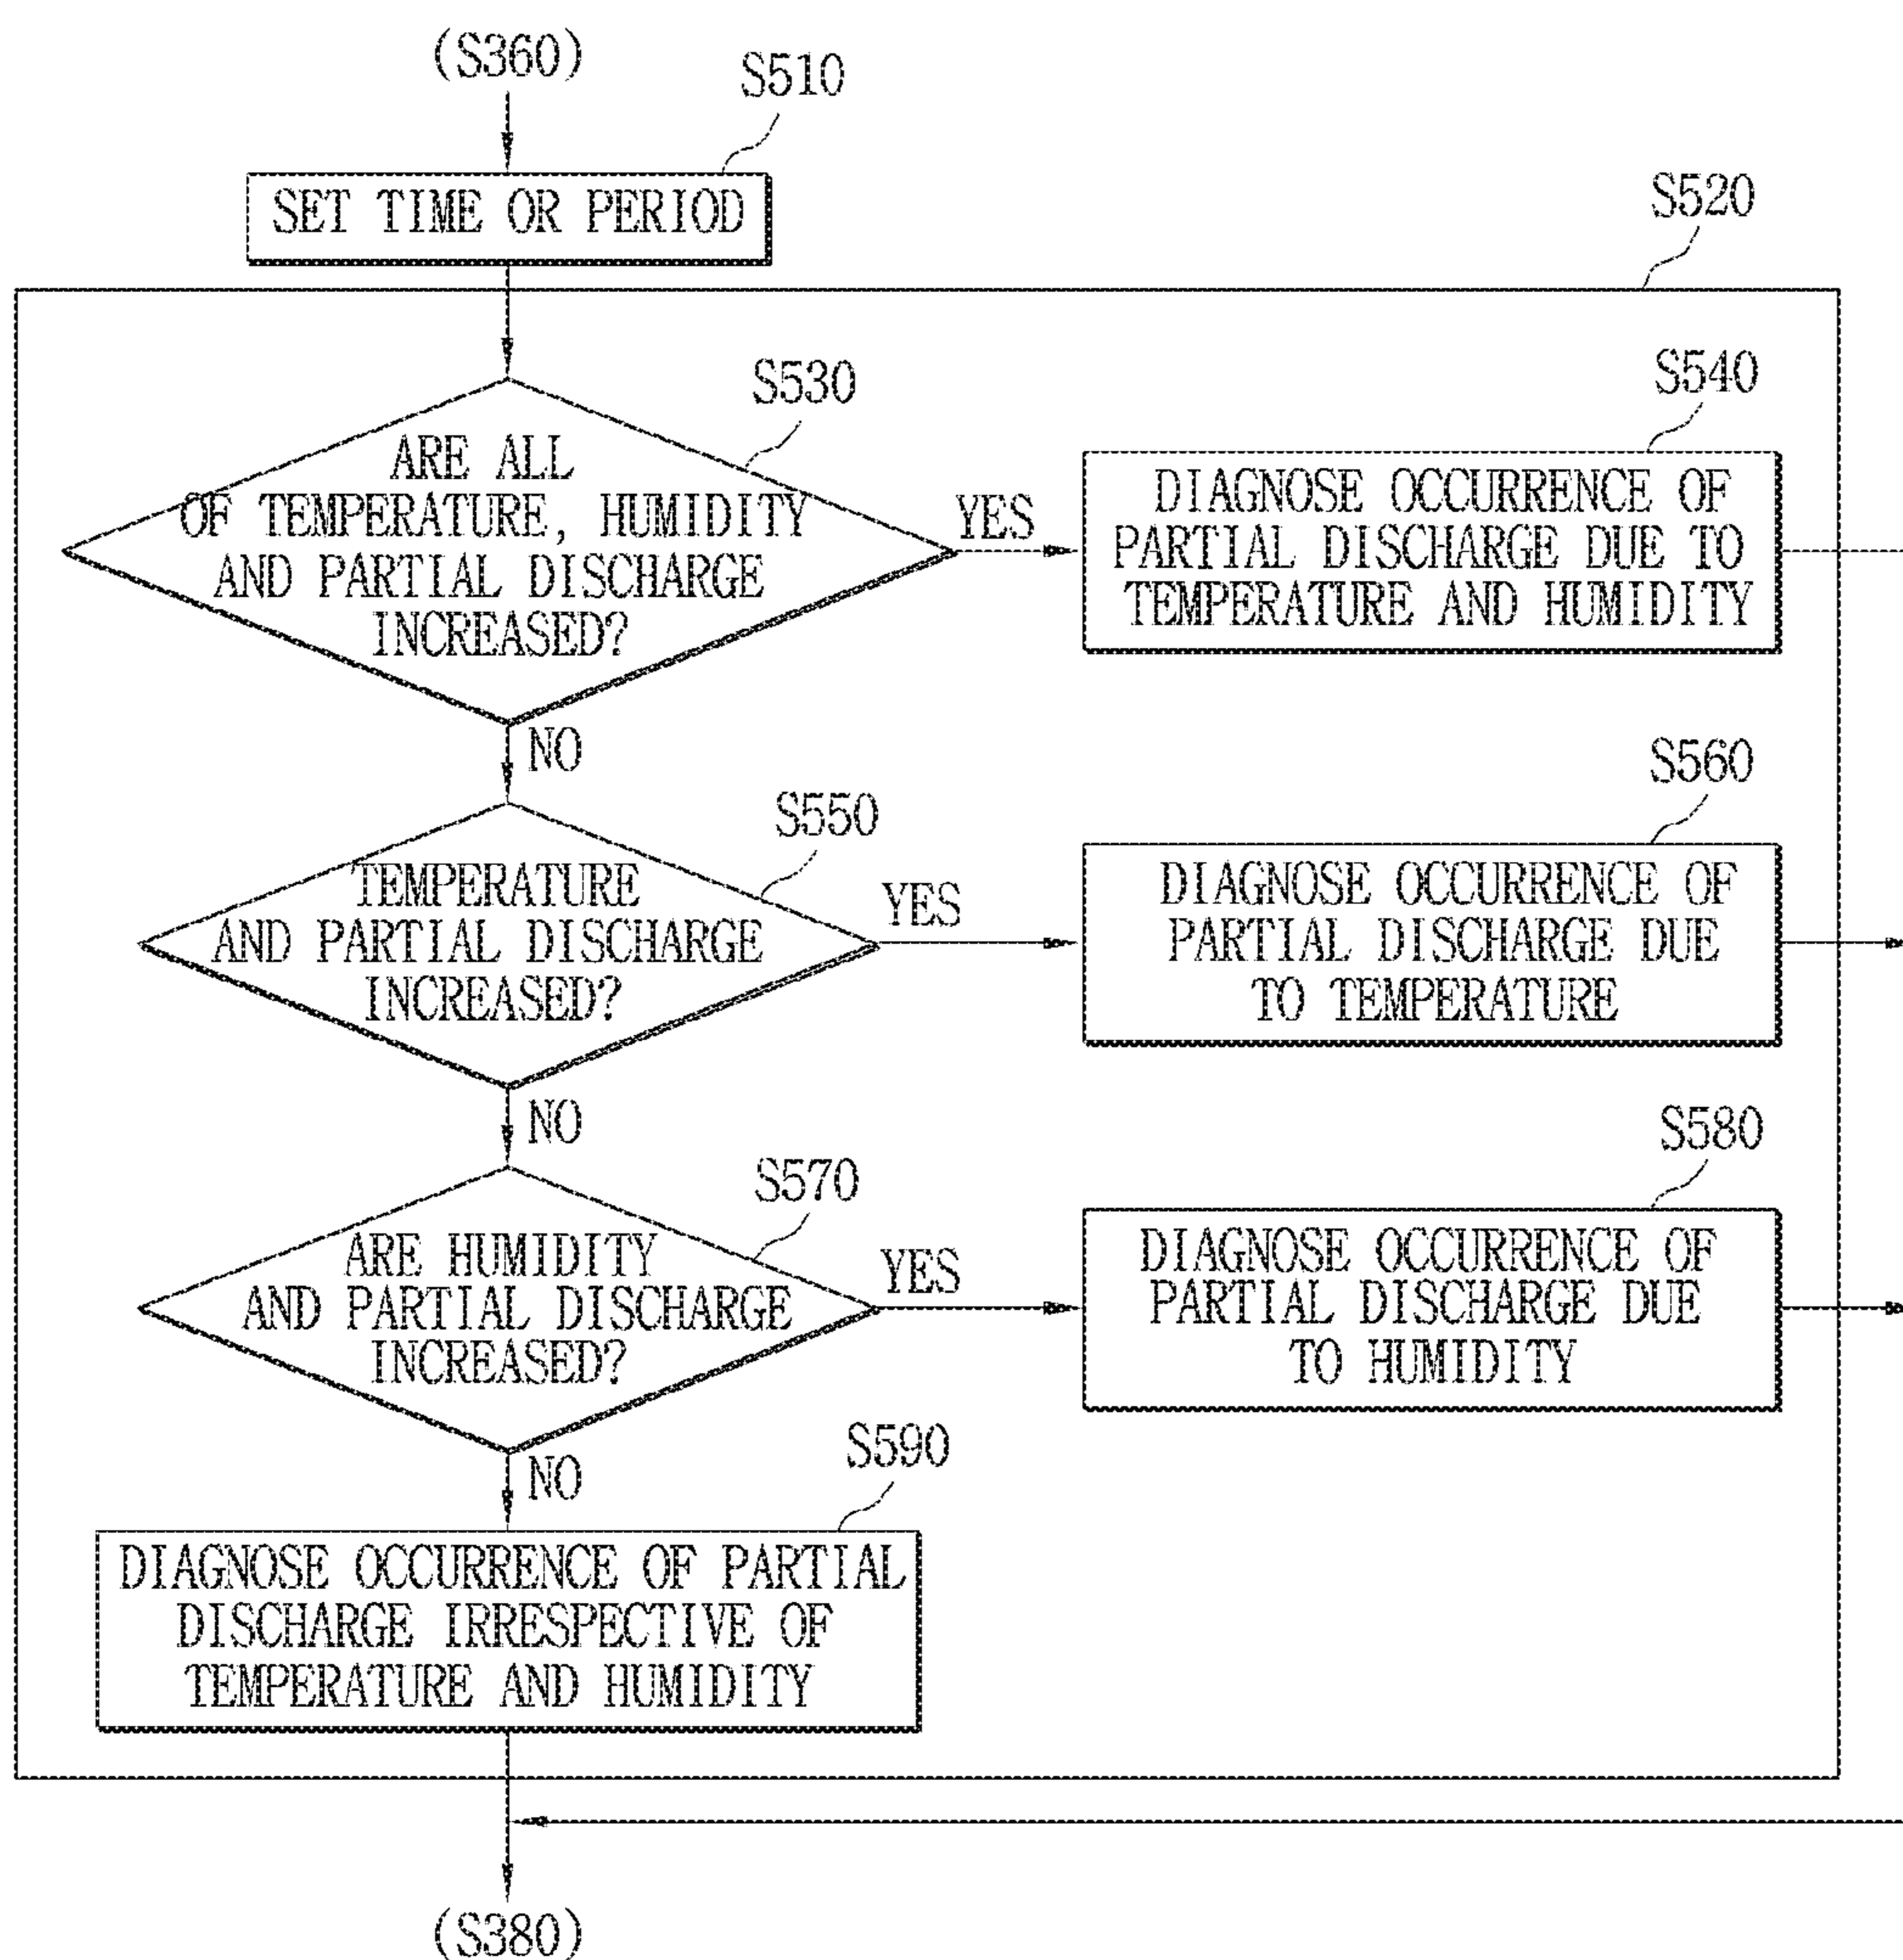 (S360)
S510
SET TIME OR PERIOD
S520
S530
ARE ALL
OF TEMPERATURE, HUMIDITY
AND PARTIAL DISCHARGE
INCREASED?
YES
S540
DIAGNOSE OCCURRENCE OF
PARTIAL DISCHARGE DUE TO
TEMPERATURE AND HUMIDITY
NO
S550
TEMPERATURE
AND PARTIAL DISCHARGE
INCREASED?
YES
S560
DIAGNOSE OCCURRENCE OF
PARTIAL DISCHARGE DUE
TO TEMPERATURE
NO
S570
ARE HUMIDITY
AND PARTIAL DISCHARGE
INCREASED?
YES
S580
DIAGNOSE OCCURRENCE OF
PARTIAL DISCHARGE DUE
TO HUMIDITY
NO
S590
DIAGNOSE OCCURRENCE OF PARTIAL
DISCHARGE IRRESPECTIVE OF
TEMPERATURE AND HUMIDITY
(S380)